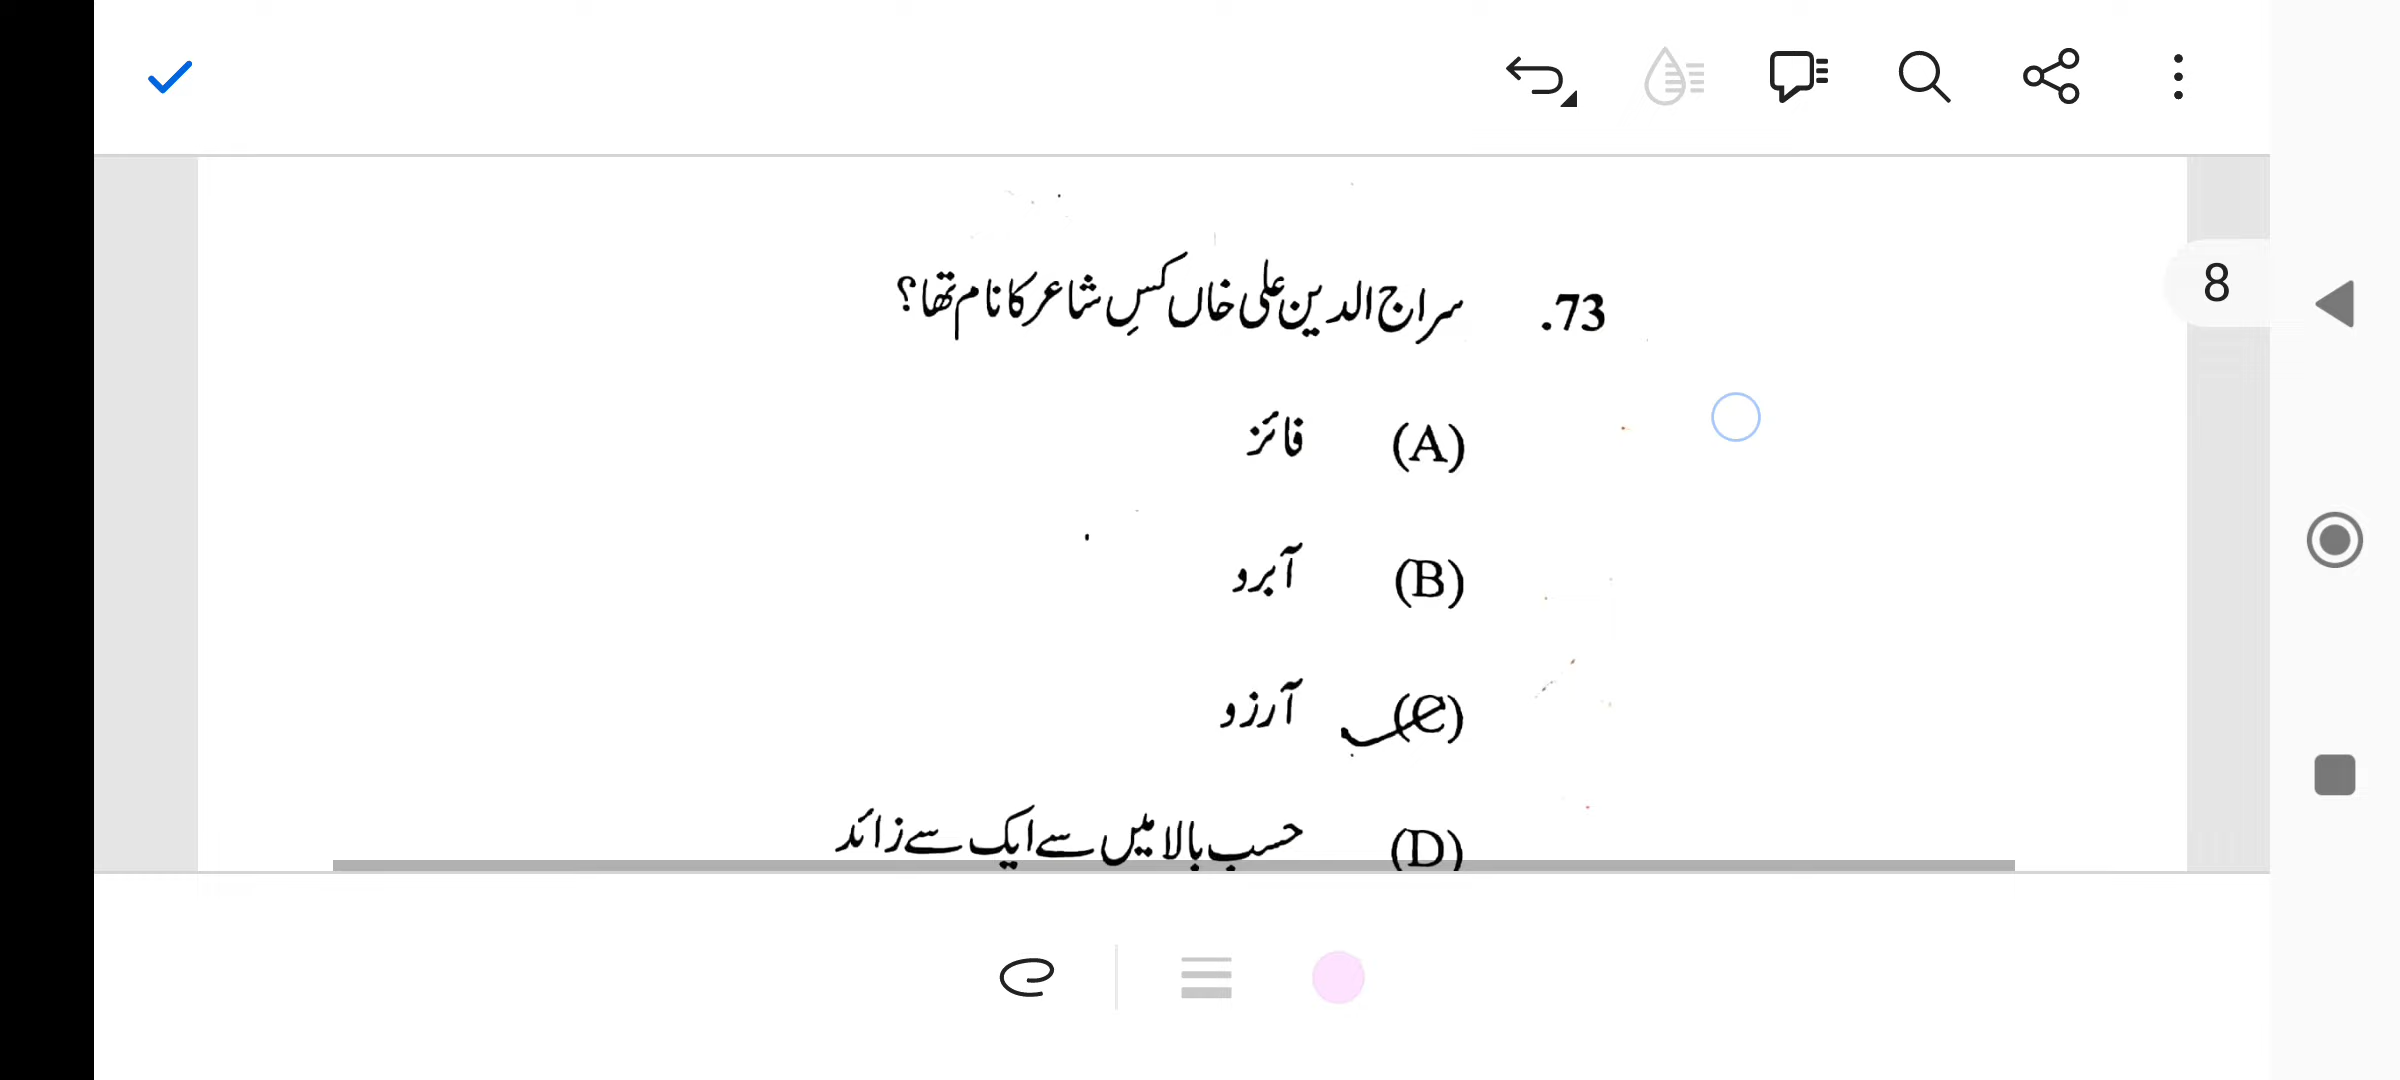 8
73. سراج الدین علی خاں کسِ شاعر کا نام تھا؟
(A) فائز
(B) آبرو
(C) آرزو
(D) حسب بالا میں سے ایک سے زائد